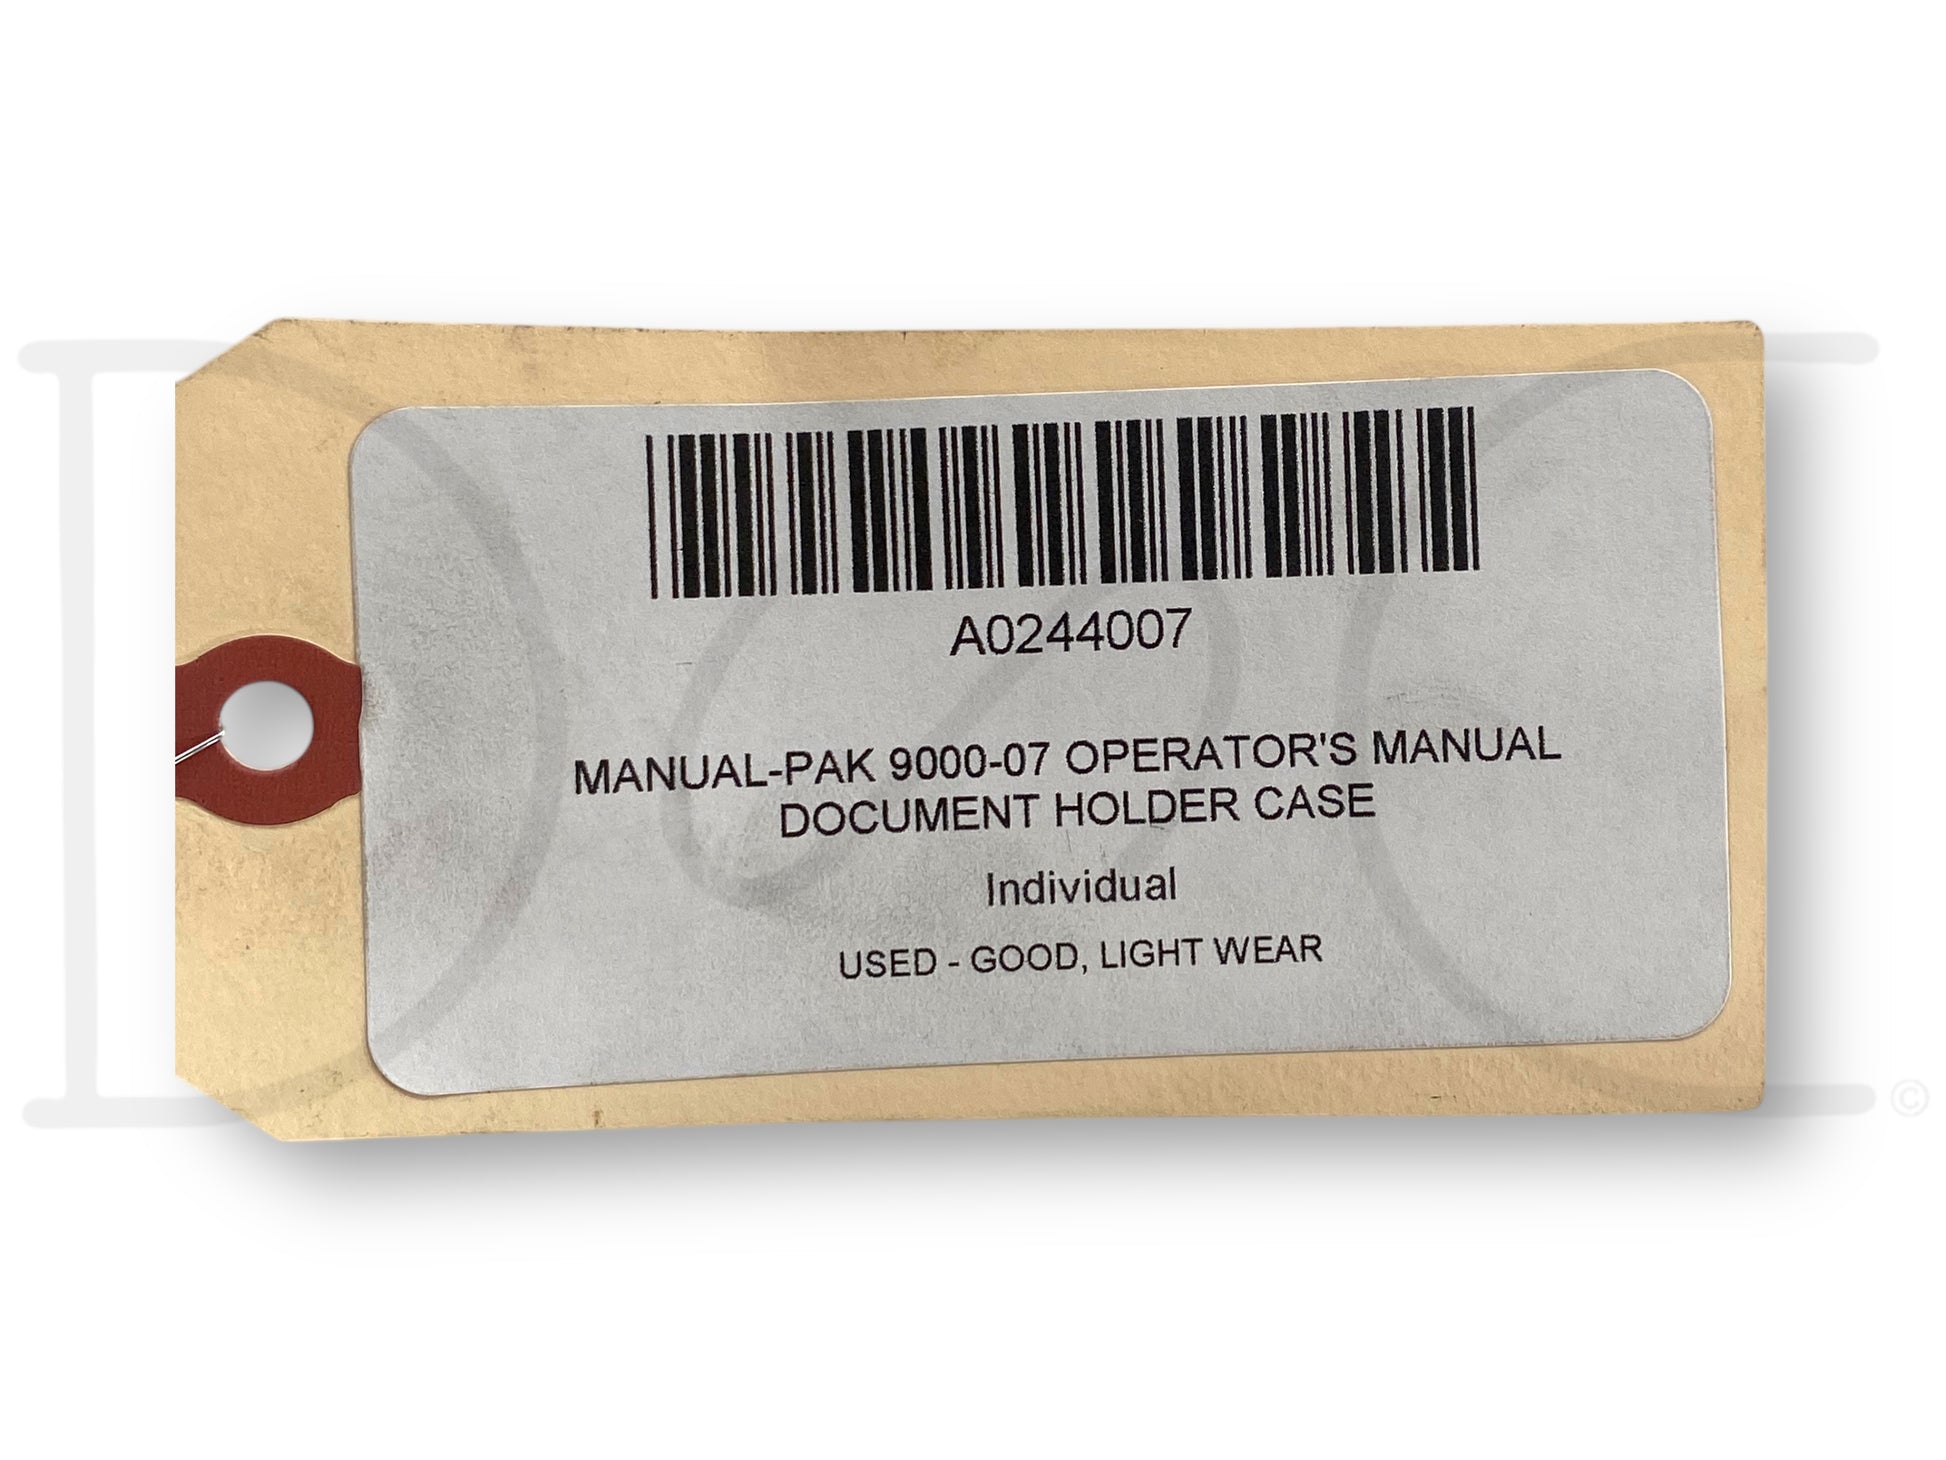 A0244007
MANUAL-PAK 9000-07 OPERATOR'S MANUAL
DOCUMENT HOLDER CASE
Individual
USED - GOOD, LIGHT WEAR
©